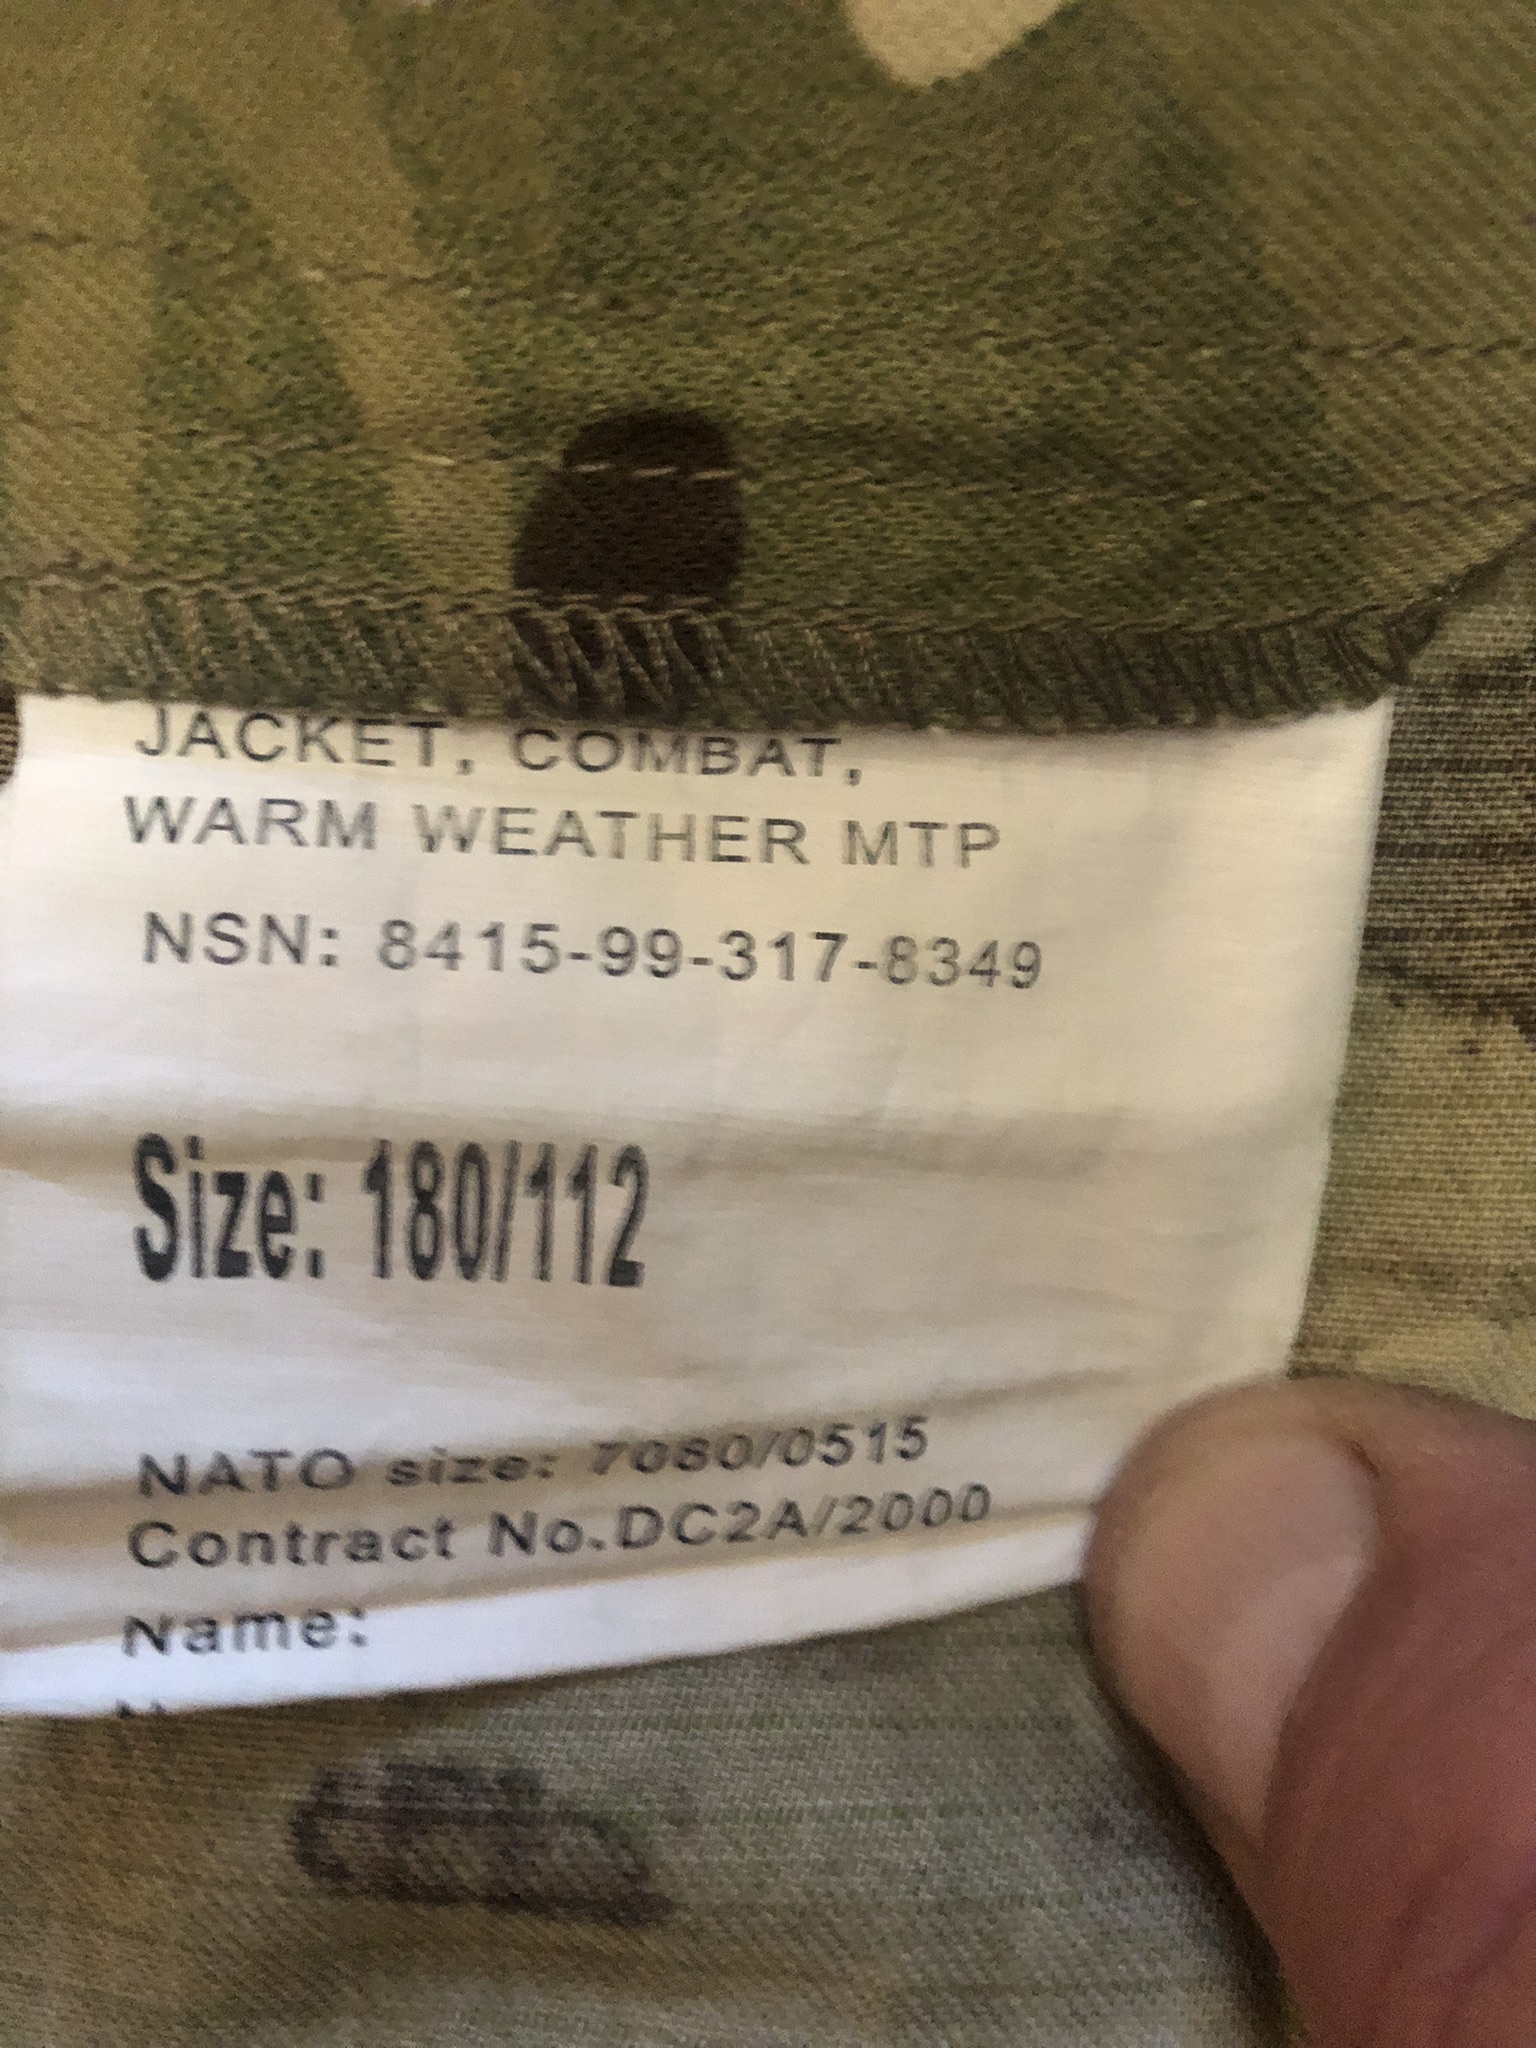 JACKET, COMBAT,
WARM WEATHER MTP
NSN: 8415-99-317-8349
Size: 180/112
NATO size: 7080/0515
Contract No.DC2A/2000
Name: